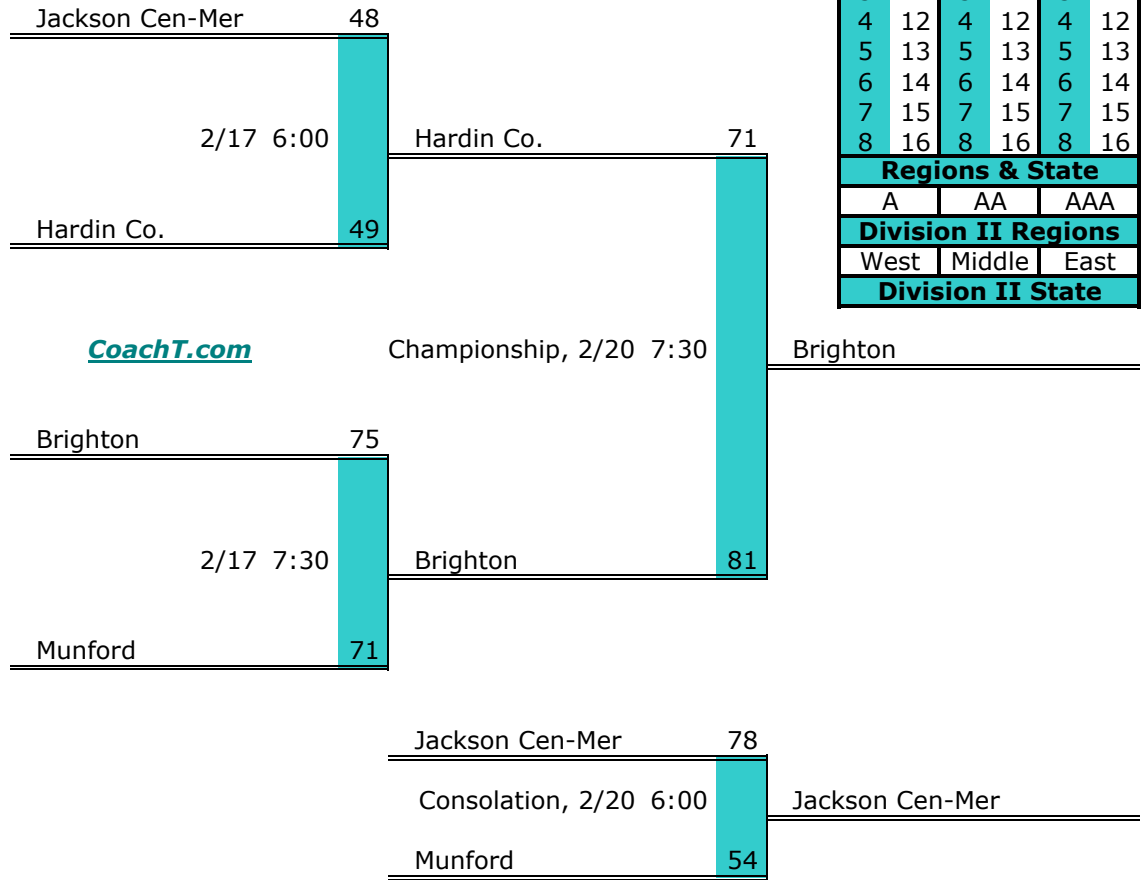 Jackson Cen-Mer 48
4 12 4 12 4 12
5 13 5 13 5 13
6 14 6 14 6 14
7 15 7 15 7 15
8 16 8 16 8 16
Regions & State
A AA AAA
Division II Regions
West Middle East
Division II State
2/17 6:00
Hardin Co. 71
Hardin Co. 49
CoachT.com
Championship, 2/20 7:30
Brighton
Brighton 75
2/17 7:30
Brighton 81
Munford 71
Jackson Cen-Mer 78
Consolation, 2/20 6:00
Jackson Cen-Mer
Munford 54